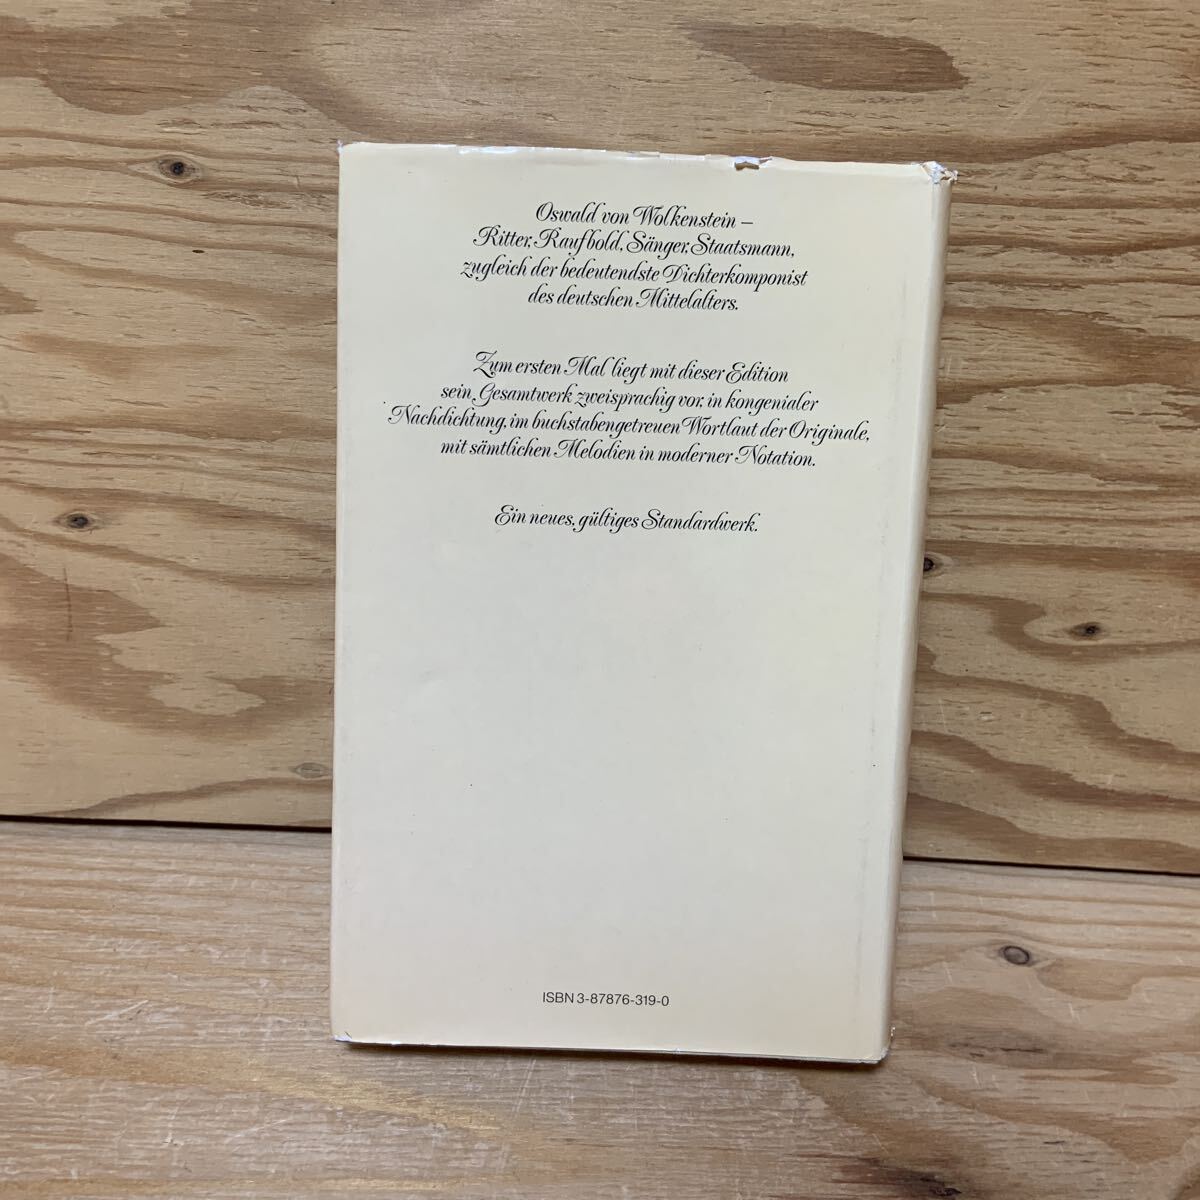 Oswald von Wolkenstein –
Ritter, Raufbold, Sänger, Staatsmann,
zugleich der bedeutendste Dichterkomponist
des deutschen Mittelalters.
Zum ersten Mal liegt mit dieser Edition
sein Gesamtwerk zweisprachig vor, in kongenialer
Nachdichtung, im buchstabengetreuen Wortlaut der Originale,
mit sämtlichen Melodien in moderner Notation.
Ein neues, gültiges Standardwerk.
ISBN 3-87876-319-0